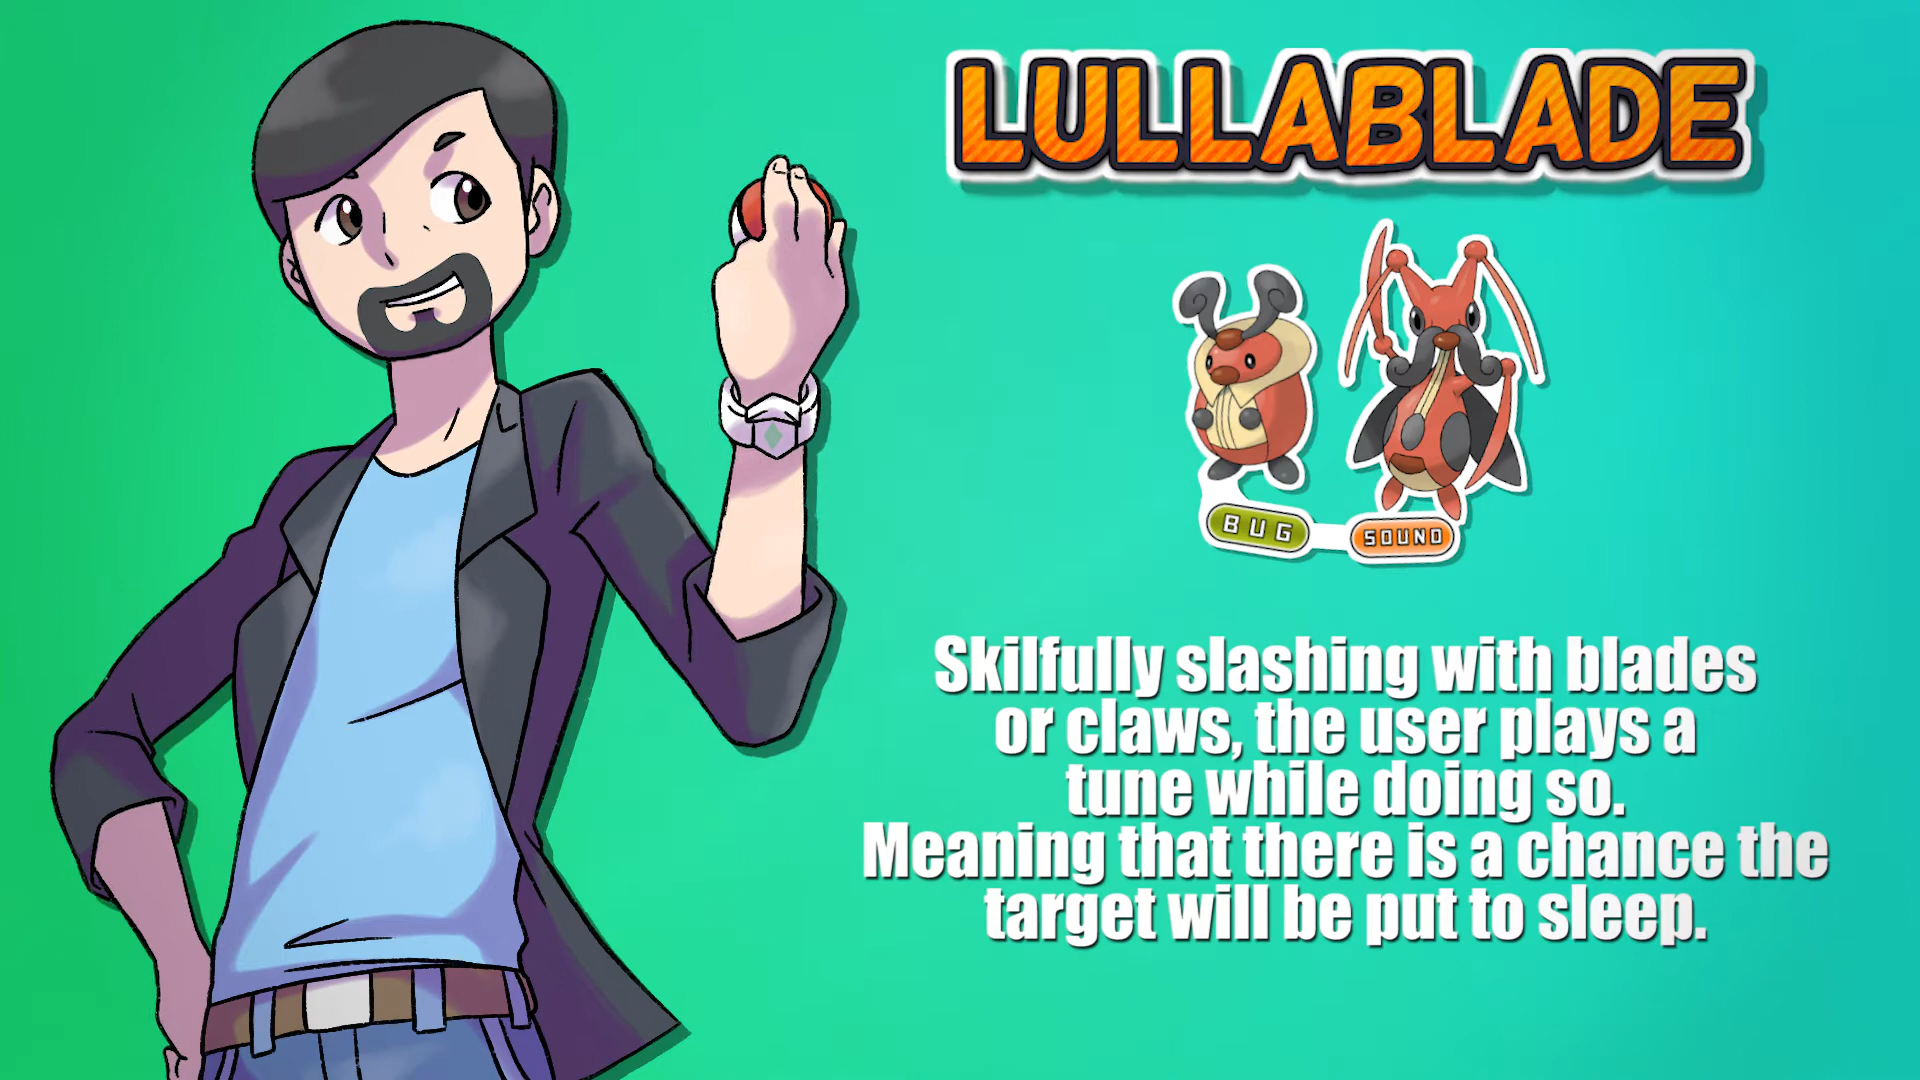 LULLABLADE
BUG SOUND
Skilfully slashing with blades
or claws, the user plays a
tune while doing so.
Meaning that there is a chance the
target will be put to sleep.